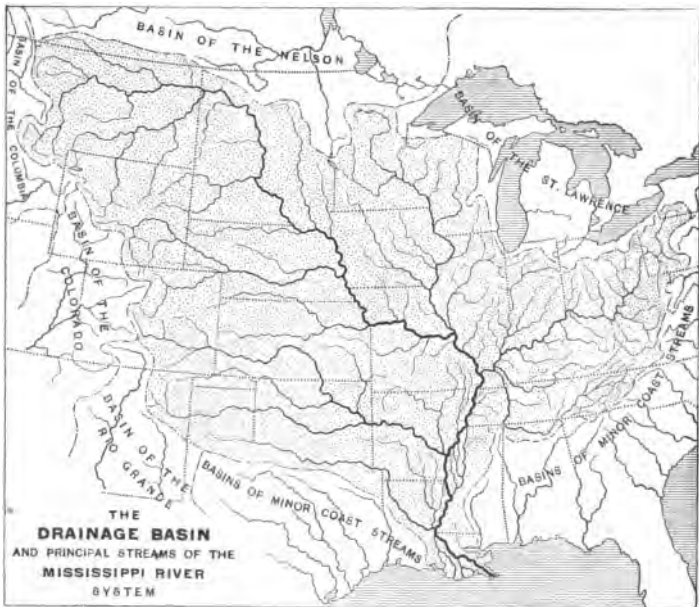 BASIN OF THE NELSON
BASIN OF THE COLUMBIA
BASIN OF THE ST. LAWRENCE
BASIN OF THE
COLORADO
BASIN OF THE
RIO GRANDE
BASINS OF MINOR COAST STREAMS
BASINS OF MINOR COAST STREAMS
THE
DRAINAGE BASIN
AND PRINCIPAL STREAMS OF THE
MISSISSIPPI RIVER
SYSTEM